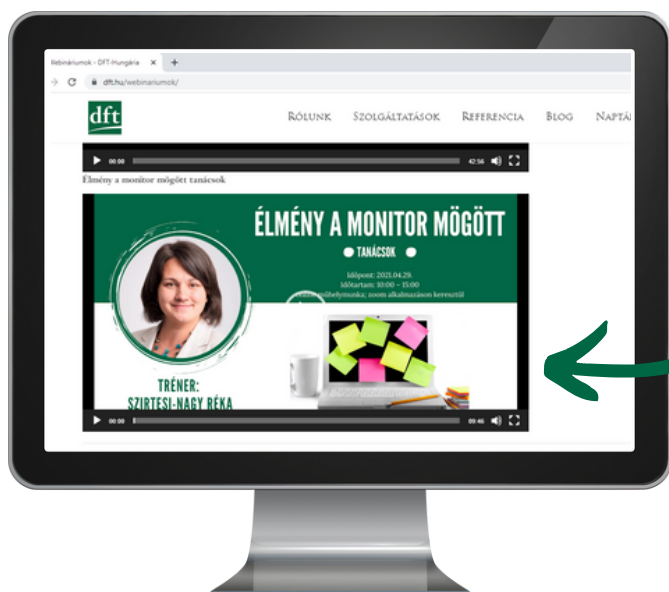 Webináriumok - DFT-Hungária
dft.hu/webinariumok/
dft
RÓLUNK SZOLGÁLTATÁSOK REFERENCIA BLOG NAPTÁ
00:00 42:56
Élmény a monitor mögött tanácsok
ÉLMÉNY A MONITOR MÖGÖTT
TANÁCSOK
Időpont: 2021.04.29.
Időtartam: 10:00 – 15:00
műhelymunka; zoom alkalmazáson keresztül
TRÉNER:
SZIRTESI-NAGY RÉKA
00:00 09:46